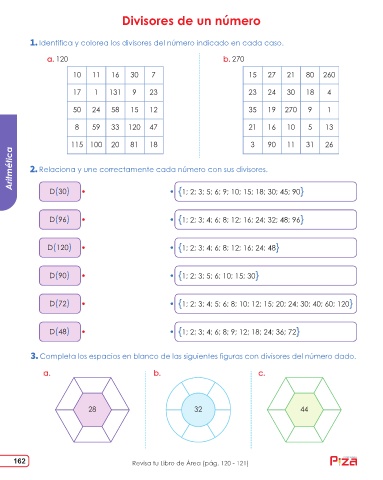 Divisores de un número
1. Identifica y colorea los divisores del número indicado en cada caso.
a. 120
b. 270
10 11 16 30 7
17 1 131 9 23
50 24 58 15 12
8 59 33 120 47
115 100 20 81 18
15 27 21 80 260
23 24 30 18 4
35 19 270 9 1
21 16 10 5 13
3 90 11 31 26
Aritmética
2. Relaciona y une correctamente cada número con sus divisores.
D(30) • • {1; 2; 3; 5; 6; 9; 10; 15; 18; 30; 45; 90}
D(96) • • {1; 2; 3; 4; 6; 8; 12; 16; 24; 32; 48; 96}
D(120) • • {1; 2; 3; 4; 6; 8; 12; 16; 24; 48}
D(90) • • {1; 2; 3; 5; 6; 10; 15; 30}
D(72) • • {1; 2; 3; 4; 5; 6; 8; 10; 12; 15; 20; 24; 30; 40; 60; 120}
D(48) • • {1; 2; 3; 4; 6; 8; 9; 12; 18; 24; 36; 72}
3. Completa los espacios en blanco de las siguientes figuras con divisores del número dado.
a.
b.
c.
28
32
44
162
Revisa tu Libro de Área (pág. 120 - 121)